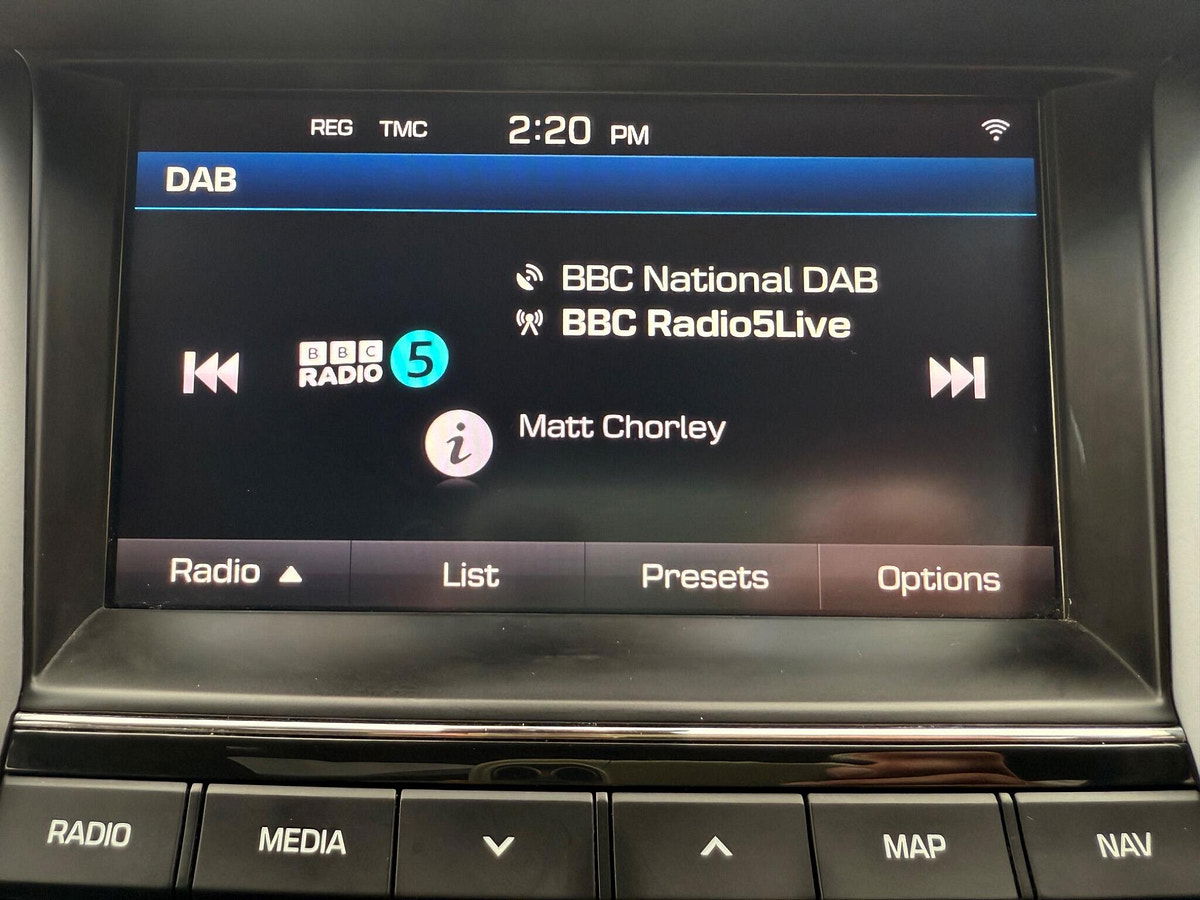 REG TMC 2:20 PM
DAB
BBC National DAB
BBC Radio5Live
BBC 5
RADIO
i Matt Chorley
Radio List Presets Options
RADIO MEDIA MAP NAV